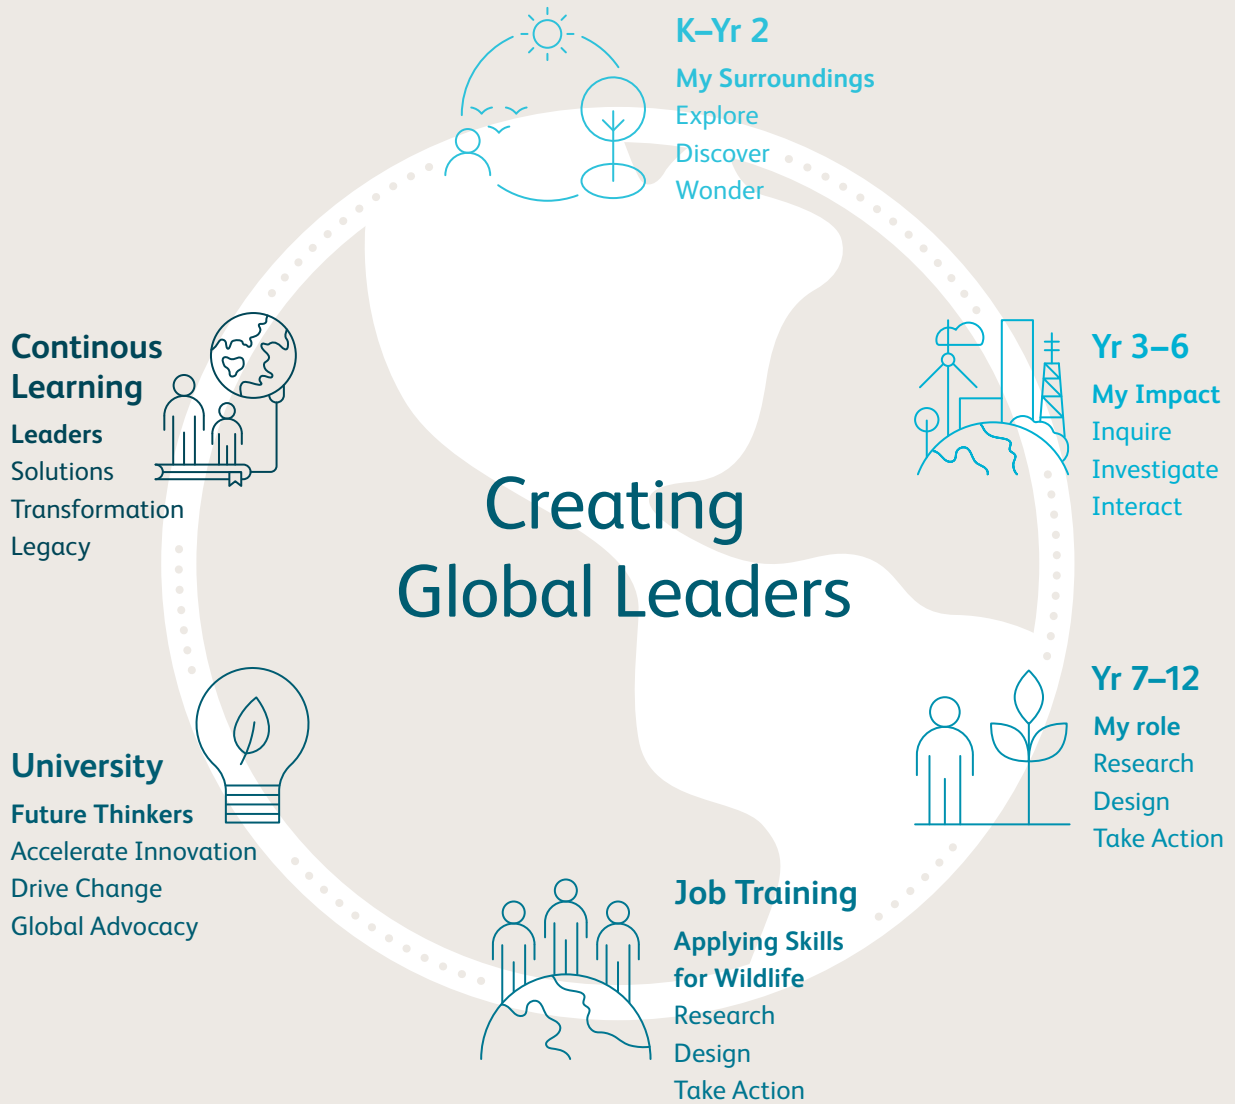 K–Yr 2
My Surroundings
Explore
Discover
Wonder
Yr 3–6
My Impact
Inquire
Investigate
Interact
Yr 7–12
My role
Research
Design
Take Action
Job Training
Applying Skills
for Wildlife
Research
Design
Take Action
University
Future Thinkers
Accelerate Innovation
Drive Change
Global Advocacy
Continous
Learning
Leaders
Solutions
Transformation
Legacy
Creating
Global Leaders